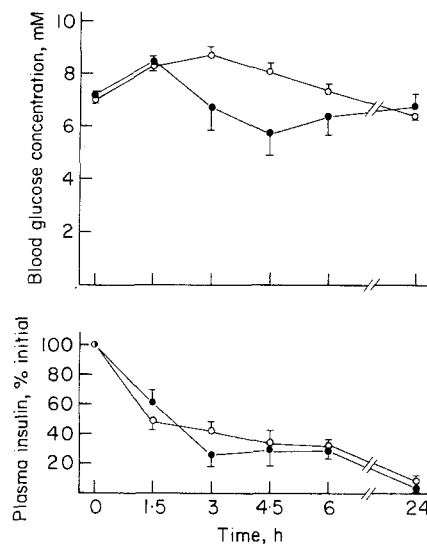 Blood glucose concentration, mM
10
8
6
4
2
Plasma insulin, % initial
100
80
60
40
20
0 1·5 3 4·5 6 24
Time, h